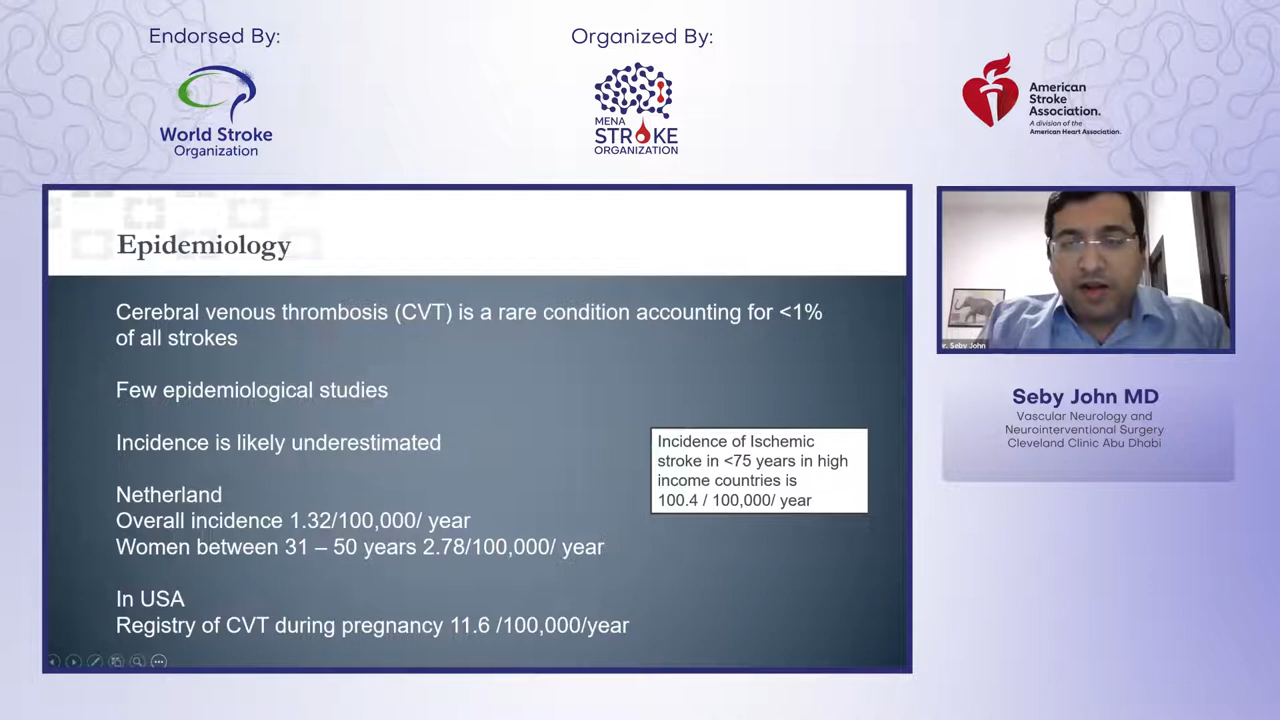 Endorsed By:
World Stroke
Organization
Organized By:
MENA
STROKE
ORGANIZATION
American
Stroke
Association.
A division of the
American Heart Association.
Epidemiology
Cerebral venous thrombosis (CVT) is a rare condition accounting for <1%
of all strokes
Few epidemiological studies
Incidence is likely underestimated
Netherland
Overall incidence 1.32/100,000/ year
Women between 31 – 50 years 2.78/100,000/ year
In USA
Registry of CVT during pregnancy 11.6 /100,000/year
Incidence of Ischemic
stroke in <75 years in high
income countries is
100.4 / 100,000/ year
r. Seby John
Seby John MD
Vascular Neurology and
Neurointerventional Surgery
Cleveland Clinic Abu Dhabi